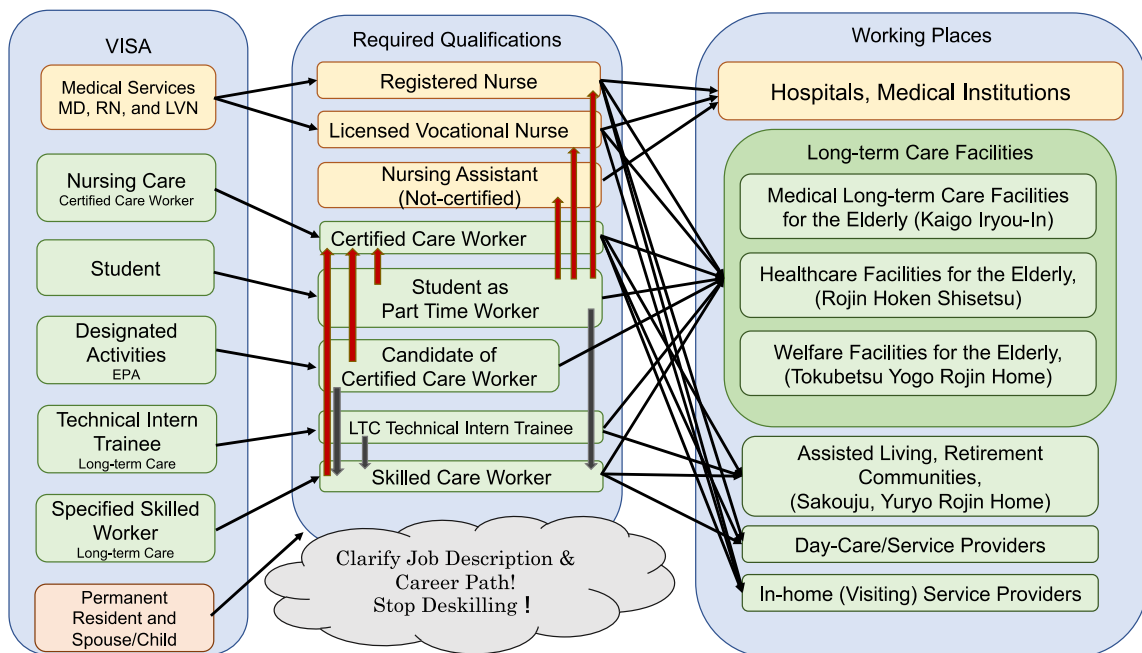 VISA
Medical Services
MD, RN, and LVN
Nursing Care
Certified Care Worker
Student
Designated
Activities
EPA
Technical Intern
Trainee
Long-term Care
Specified Skilled
Worker
Long-term Care
Permanent
Resident and
Spouse/Child
Required Qualifications
Registered Nurse
Licensed Vocational Nurse
Nursing Assistant
(Not-certified)
Certified Care Worker
Student as
Part Time Worker
Candidate of
Certified Care Worker
LTC Technical Intern Trainee
Skilled Care Worker
Clarify Job Description &
Career Path!
Stop Deskilling !
Working Places
Hospitals, Medical Institutions
Long-term Care Facilities
Medical Long-term Care Facilities
for the Elderly (Kaigo Iryou-In)
Healthcare Facilities for the Elderly,
(Rojin Hoken Shisetsu)
Welfare Facilities for the Elderly,
(Tokubetsu Yogo Rojin Home)
Assisted Living, Retirement
Communities,
(Sakouju, Yuryo Rojin Home)
Day-Care/Service Providers
In-home (Visiting) Service Providers